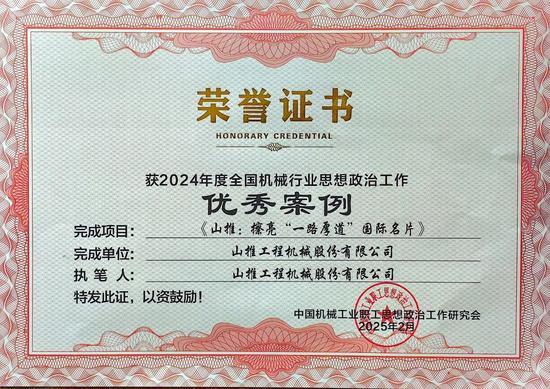 荣誉证书
HONORARY CREDENTIAL
获2024年度全国机械行业思想政治工作
优秀案例
完成项目:《山推:擦亮“一路厚道”国际名片》
完成单位:山推工程机械股份有限公司
执笔人:山推工程机械股份有限公司
特发此证,以资鼓励!
中国机械工业职工思想政治工作研究会
2025年2月